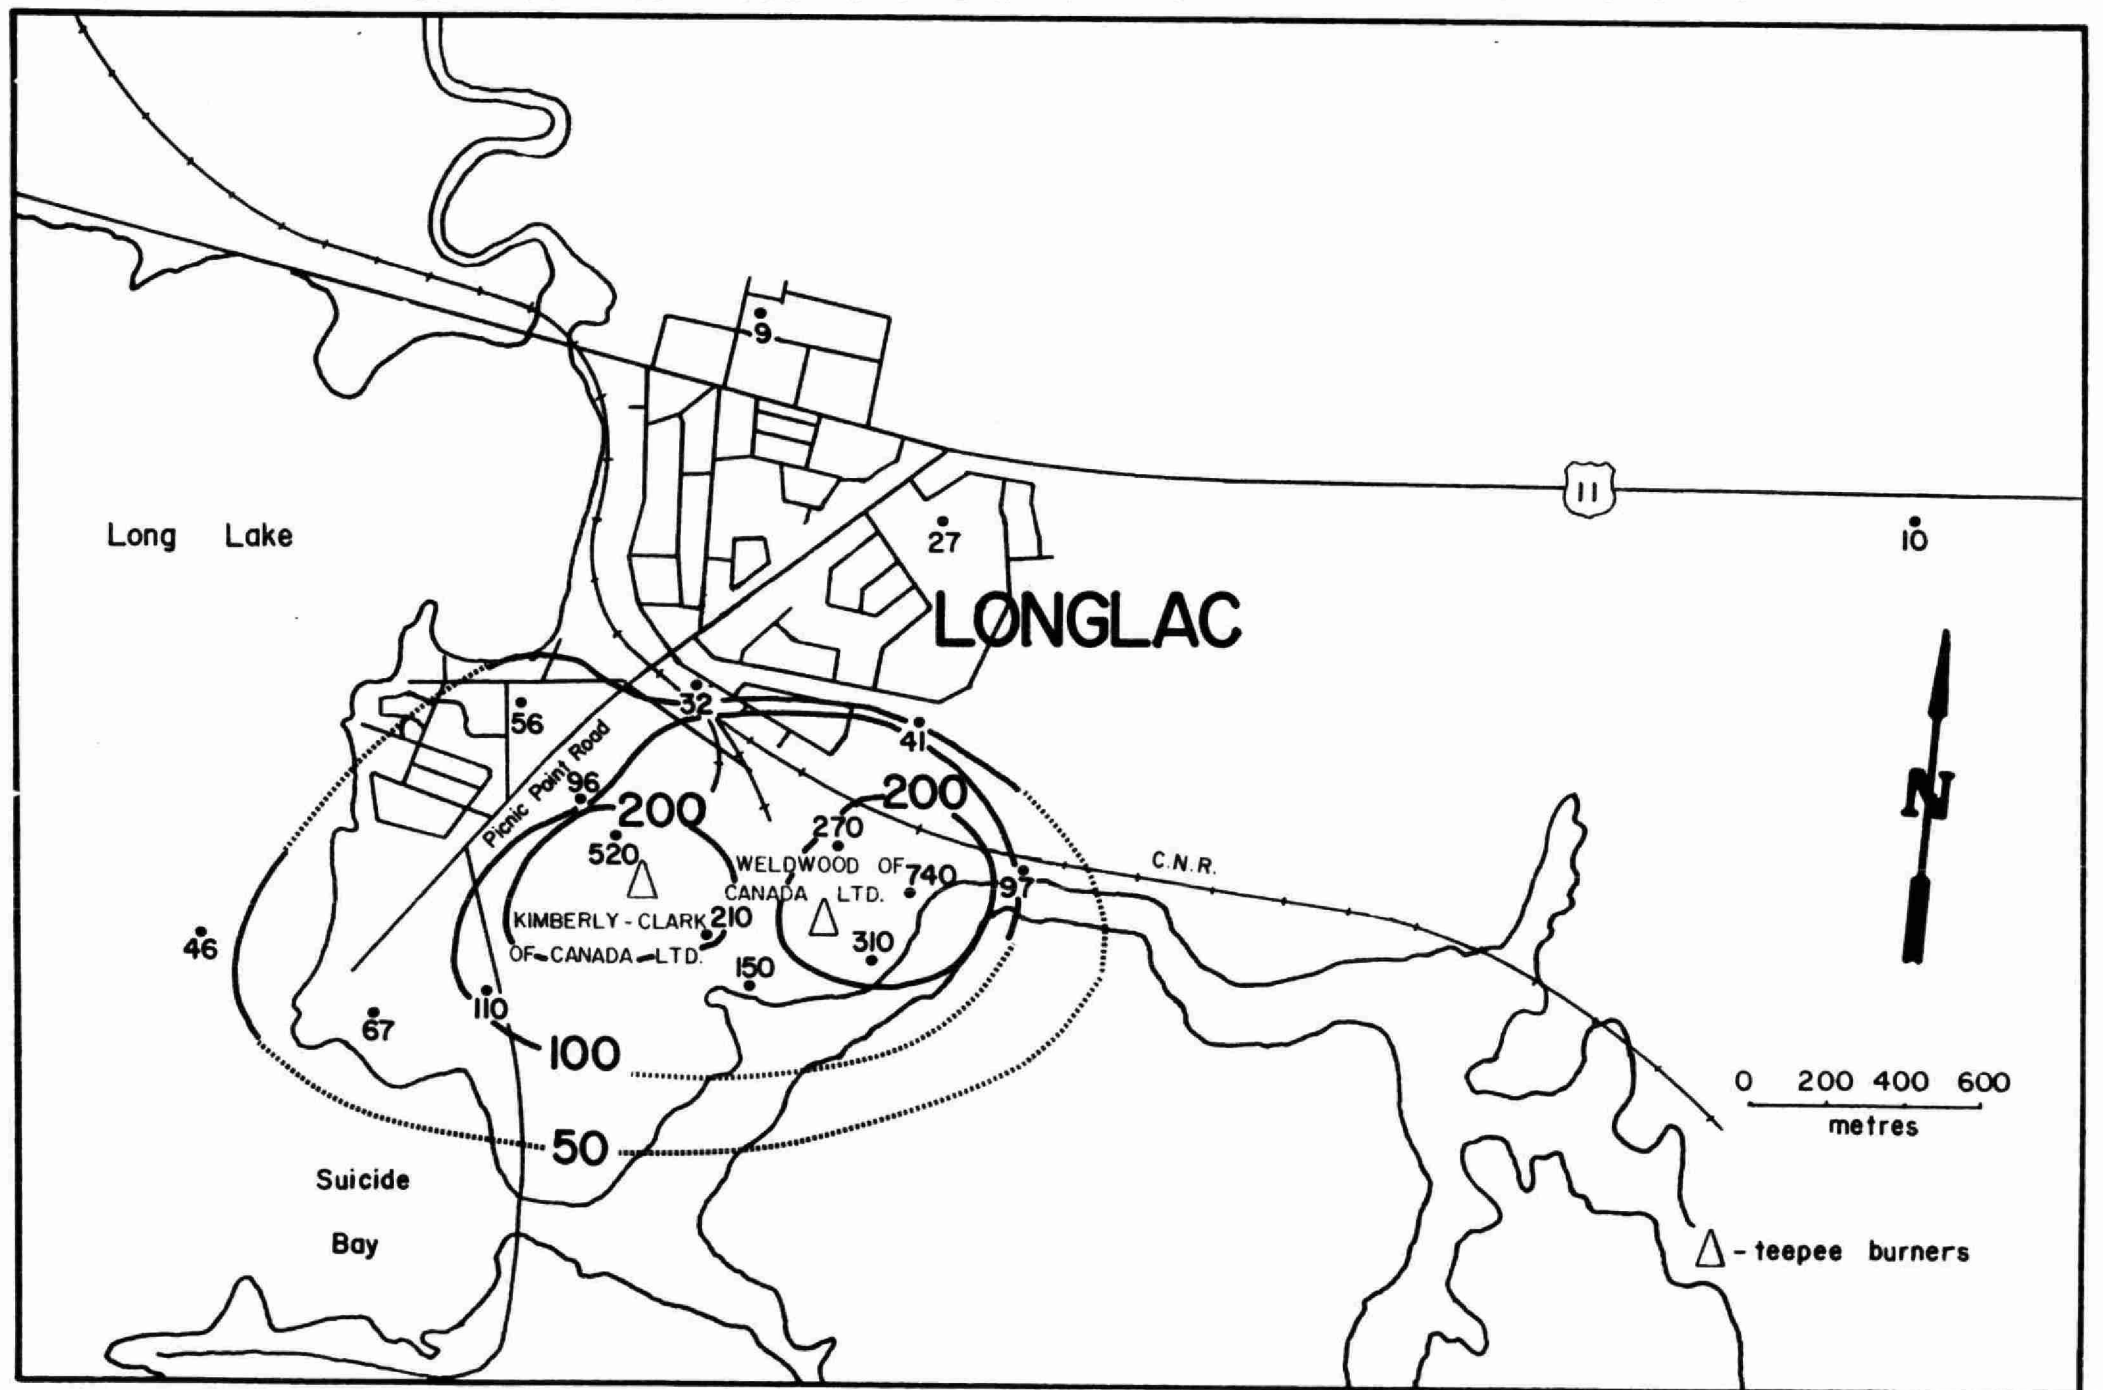 9
11
Long Lake
27
10
LONGLAC
32
56
41
Picnic Point Road
96
200
200
270
520
WELDWOOD OF
740
C.N.R.
CANADA LTD.
97
N
KIMBERLY-CLARK
210
OF-CANADA-LTD.
310
46
150
110
67
100
0 200 400 600
metres
50
Suicide
Bay
- teepee burners